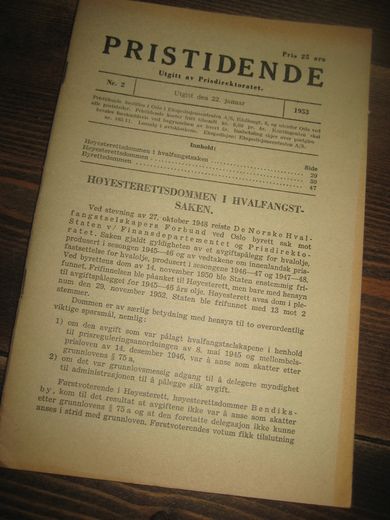 Pris 25 øre
PRISTIDENDE
Utgitt av Prisdirektoratet.
Nr. 2
Utgitt den 22. januar
1953
Innhold:
Side
Høyesterettsdommen i hvalfangstsaken
29
Høyesterettsdommen
39
Byrettsdommen
47
HØYESTERETTSDOMMEN I HVALFANGST-
SAKEN.
Ved stevning av 27. oktober 1948 reiste De Norske Hval-
fangstselskapers Forbund ved Oslo byrett sak mot
Staten v/ Finansdepartementet og Prisdirekto-
ratet. Saken gjaldt gyldigheten av et avgiftspålegg for hvalolje,
produsert i sesongen 1945—46 og av vedtakene om innenlandsk pris-
fastsettelse for hvalolje, produsert i sesongene 1946—47 og 1947—48.
Ved byrettens dom av 14. november 1950 ble Staten enstemmig fri-
funnet. Frifinnelsen ble påanket til Høyesterett, men bare med hensyn
til avgiftspålegget for 1945—46 års olje. Høyesterett avsa dom i ple-
num den 29. november 1952. Staten ble frifunnet med 13 mot 2
stemmer.
Dommen er av særlig betydning med hensyn til to overordentlig
viktige spørsmål, nemlig:
1) om den avgift som var pålagt hvalfangstselskapene i henhold
til prisreguleringsanordningen av 8. mai 1945 og mellombels-
prisloven av 14. desember 1946, var å anse som skatter etter
grunnlovens § 75 a,
2) om det var grunnlovsmessig adgang til å delegere myndighet
til administrasjonen til å pålegge slik avgift.
Førstvoterende i Høyesterett, høyesterettsdommer Bendiks-
by, kom til det resultat at avgiftene ikke var å anse som skatter
etter grunnlovens § 75 a og at den foretatte delegasjon ikke kunne
anses i strid med grunnloven. Førstvoterendes votum fikk tilslutning